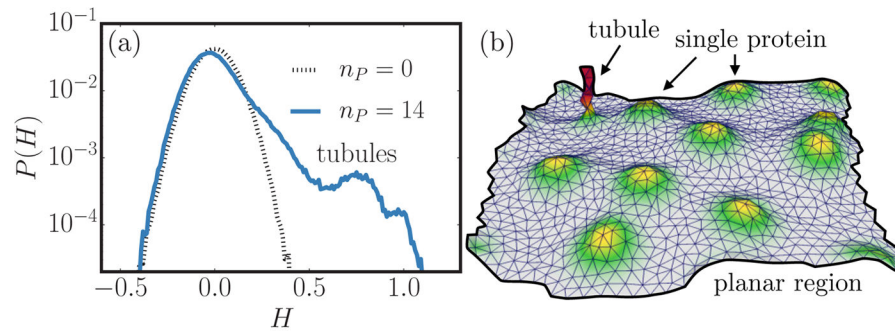 (a)
10^{-1}
10^{-2}
10^{-3}
10^{-4}
P(H)
n_P = 0
n_P = 14
tubules
−0.5 0.0 0.5 1.0
H
(b)
tubule
single protein
planar region